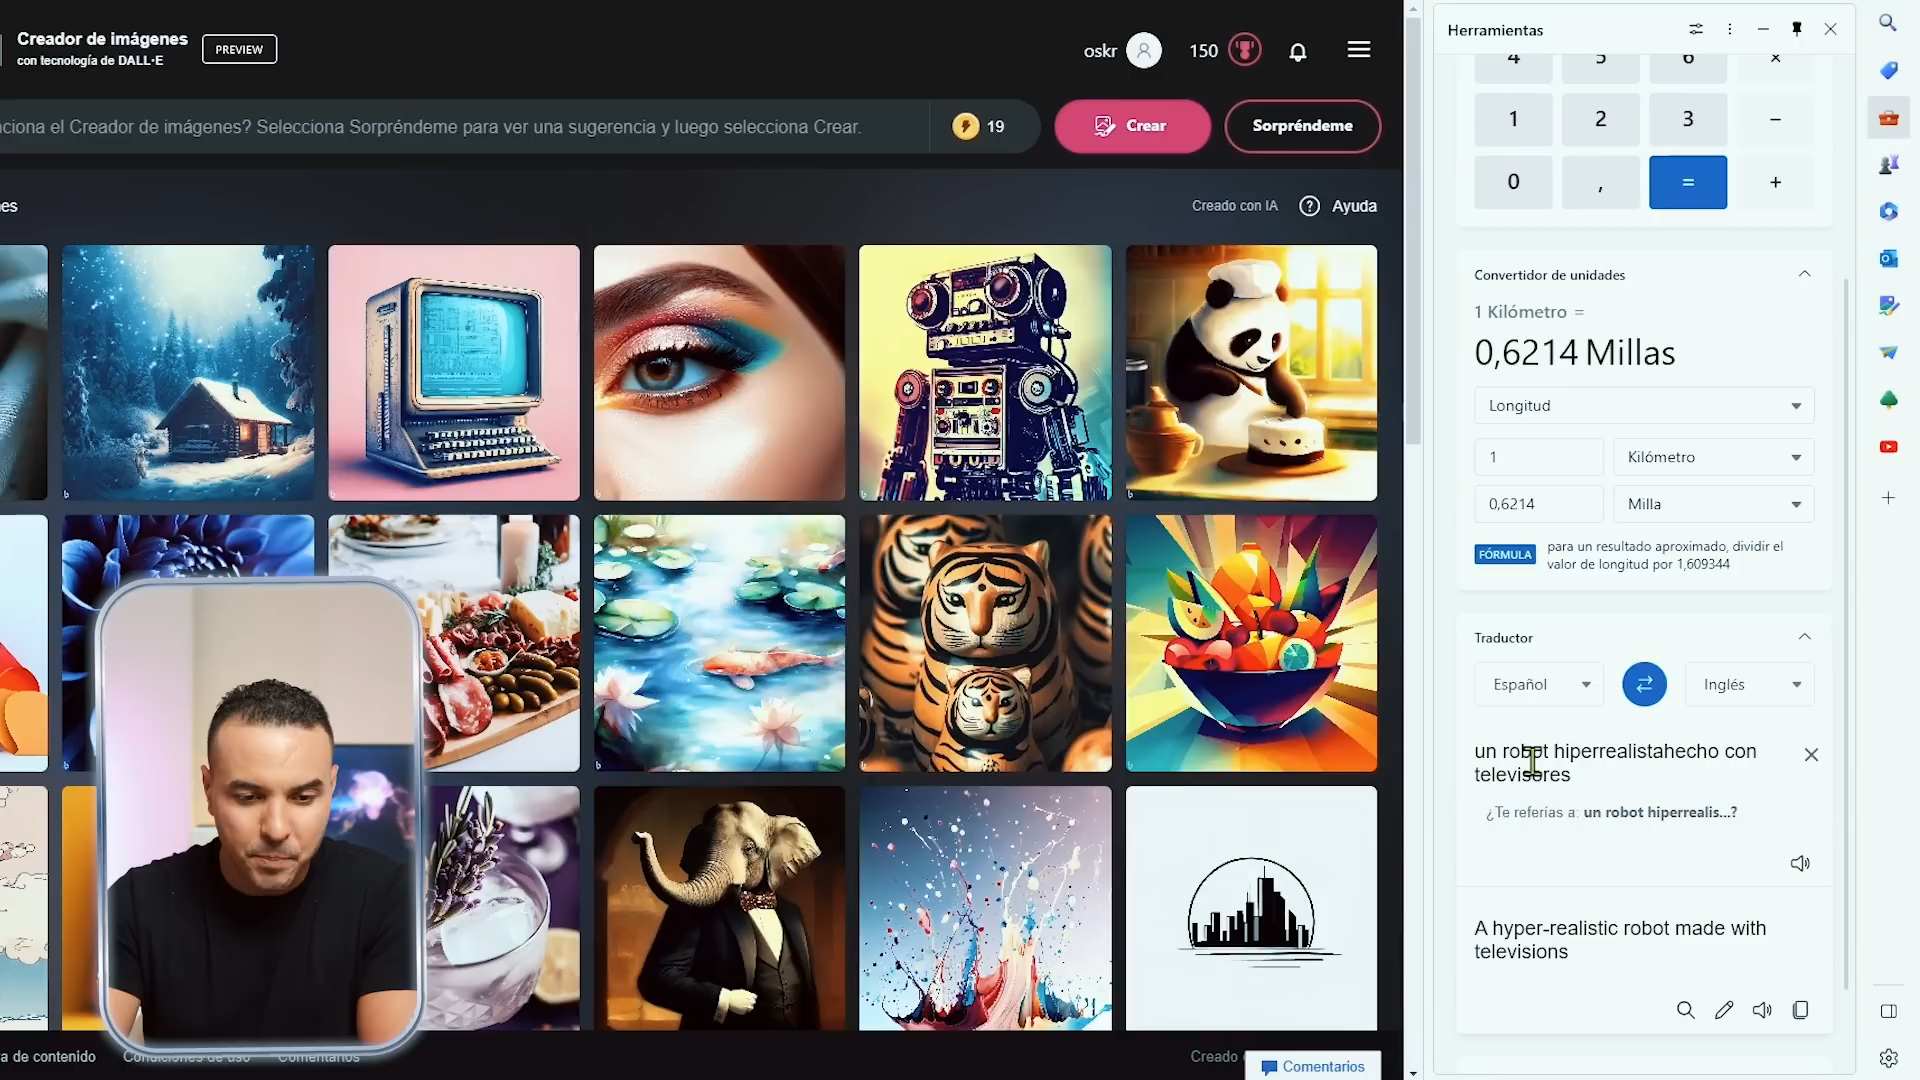 Creador de imágenes
con tecnología de DALL·E
PREVIEW
oskr
150
ciona el Creador de imágenes? Selecciona Sorpréndeme para ver una sugerencia y luego selecciona Crear.
19
Crear
Sorpréndeme
es
Creado con IA
Ayuda
a de contenido
Condiciones de uso
Comentarios
Creado
Comentarios
Herramientas
4 5 6 ×
1 2 3 −
0 , = +
Convertidor de unidades
1 Kilómetro =
0,6214 Millas
Longitud
1 Kilómetro
0,6214 Milla
FÓRMULA para un resultado aproximado, dividir el
valor de longitud por 1,609344
Traductor
Español Inglés
un robot hiperrealistahecho con
televisores
¿Te referías a: un robot hiperrealis...?
A hyper-realistic robot made with
televisions